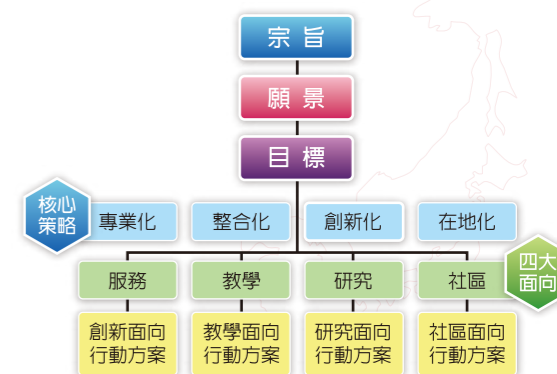 宗旨
願景
目標
核心
策略
專業化
整合化
創新化
在地化
服務
教學
研究
社區
四大
面向
創新面向
行動方案
教學面向
行動方案
研究面向
行動方案
社區面向
行動方案